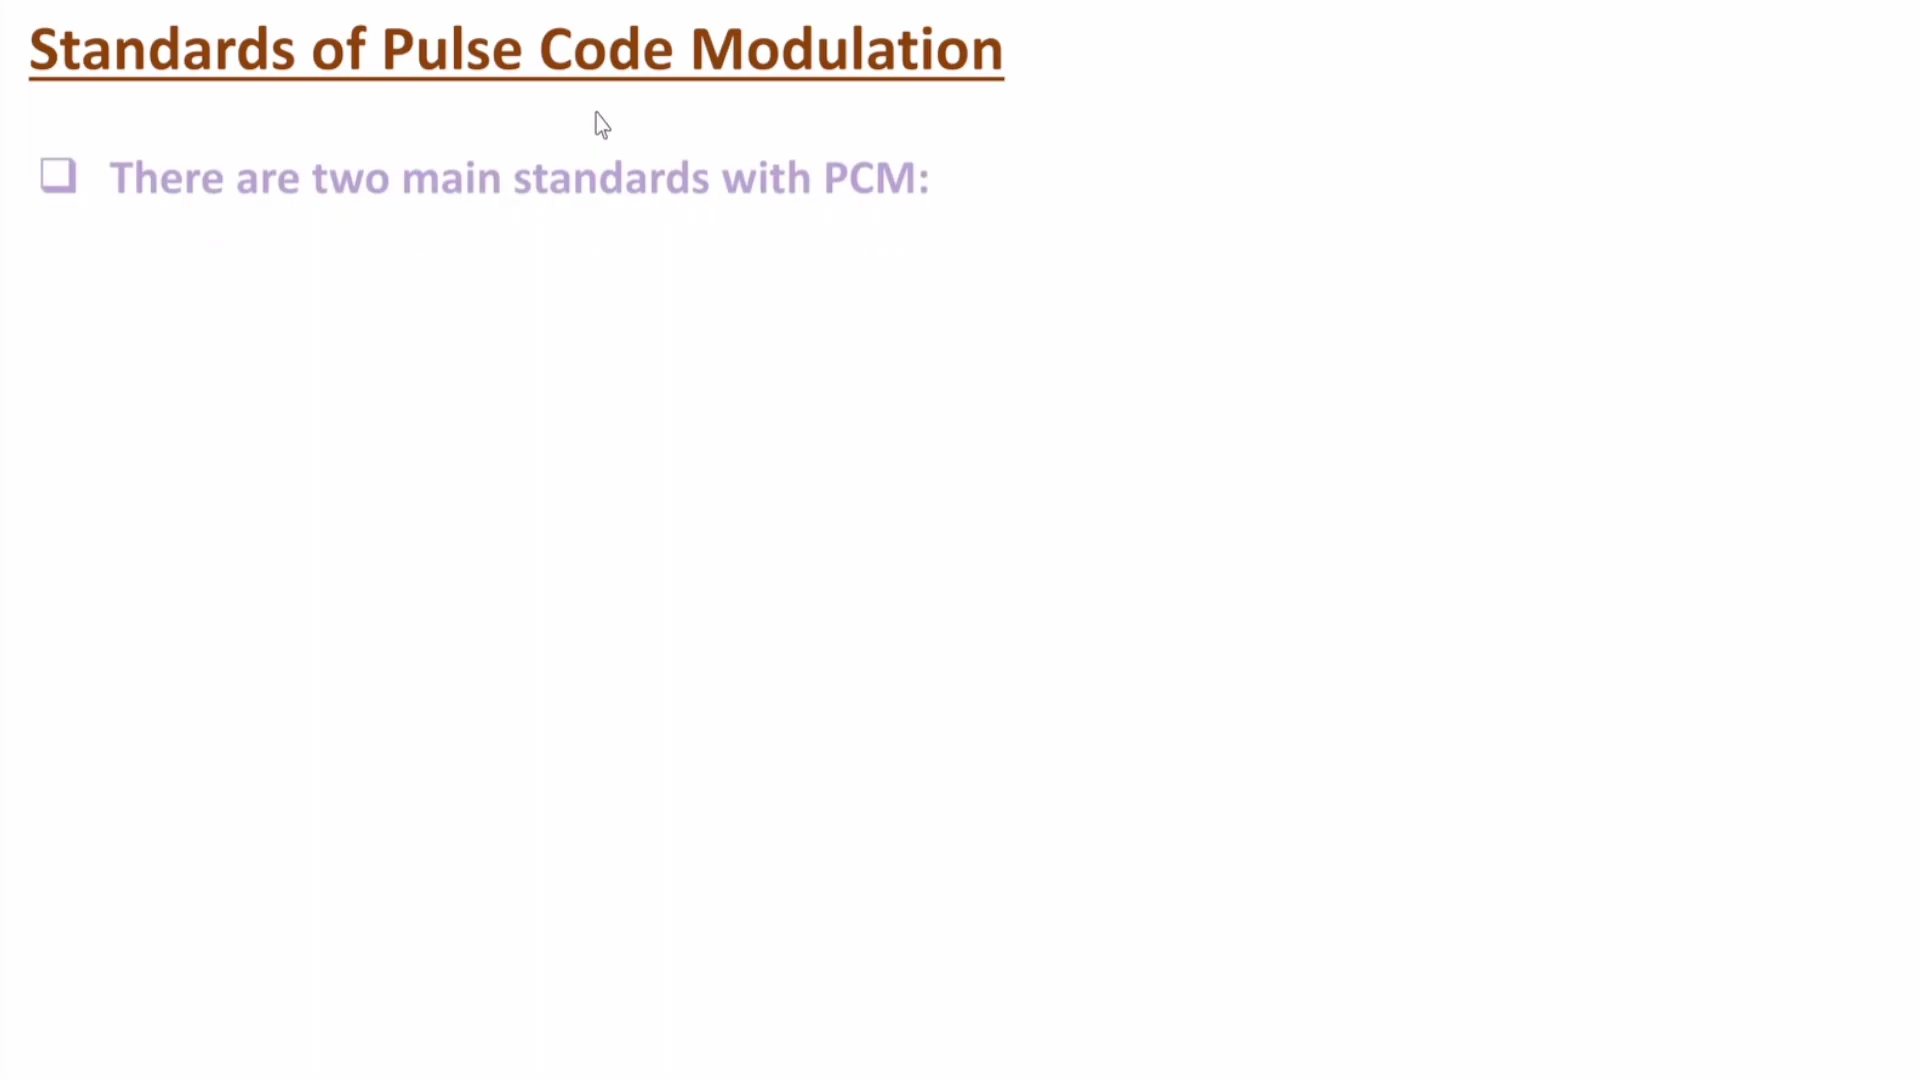 Standards of Pulse Code Modulation
There are two main standards with PCM: